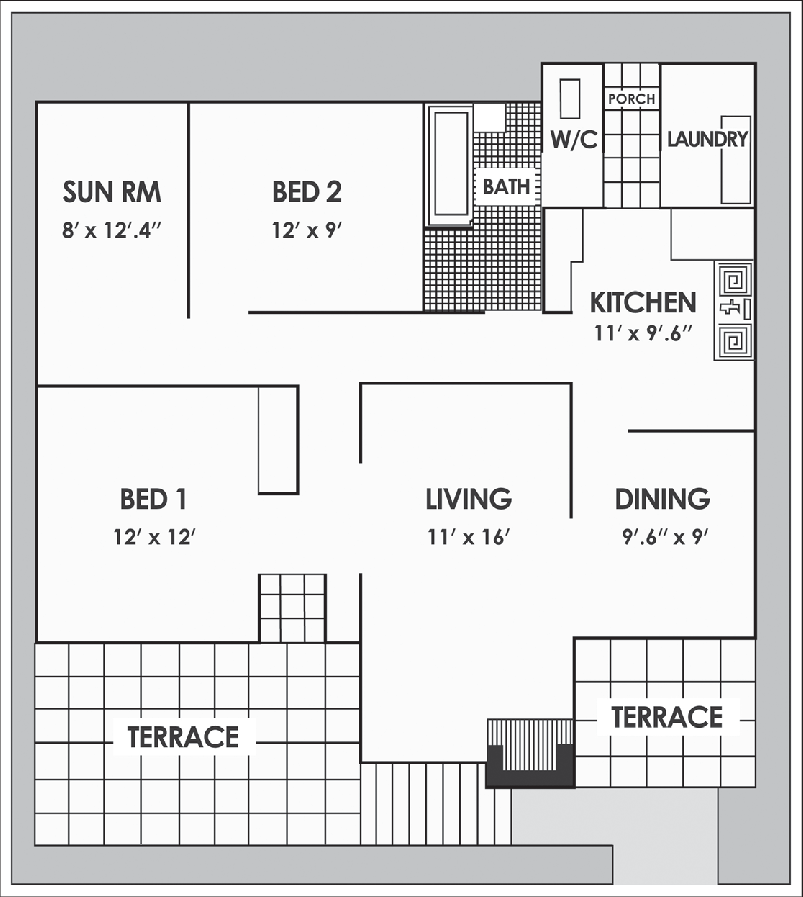 PORCH
W/C
LAUNDRY
SUN RM
8' x 12'.4"
BED 2
12' x 9'
BATH
KITCHEN
11' x 9'.6"
BED 1
12' x 12'
LIVING
11' x 16'
DINING
9'.6" x 9'
TERRACE
TERRACE